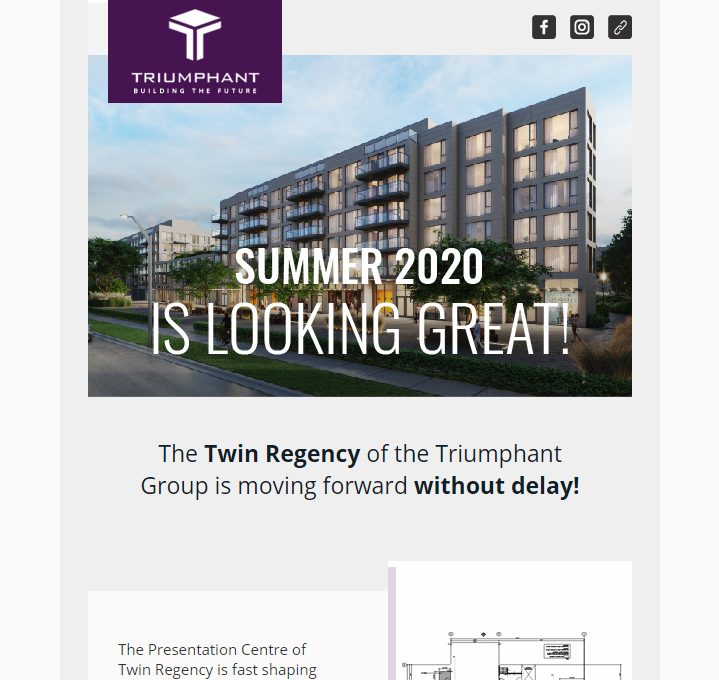 TRIUMPHANT
BUILDING THE FUTURE
SUMMER 2020
IS LOOKING GREAT!
The Twin Regency of the Triumphant
Group is moving forward without delay!
The Presentation Centre of
Twin Regency is fast shaping